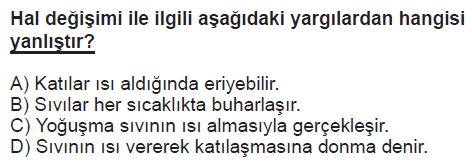 Hal değişimi ile ilgili aşağıdaki yargılardan hangisi
yanlıştır?
A) Katılar ısı aldığında eriyebilir.
B) Sıvılar her sıcaklıkta buharlaşır.
C) Yoğuşma sıvının ısı almasıyla gerçekleşir.
D) Sıvının ısı vererek katılaşmasına donma denir.